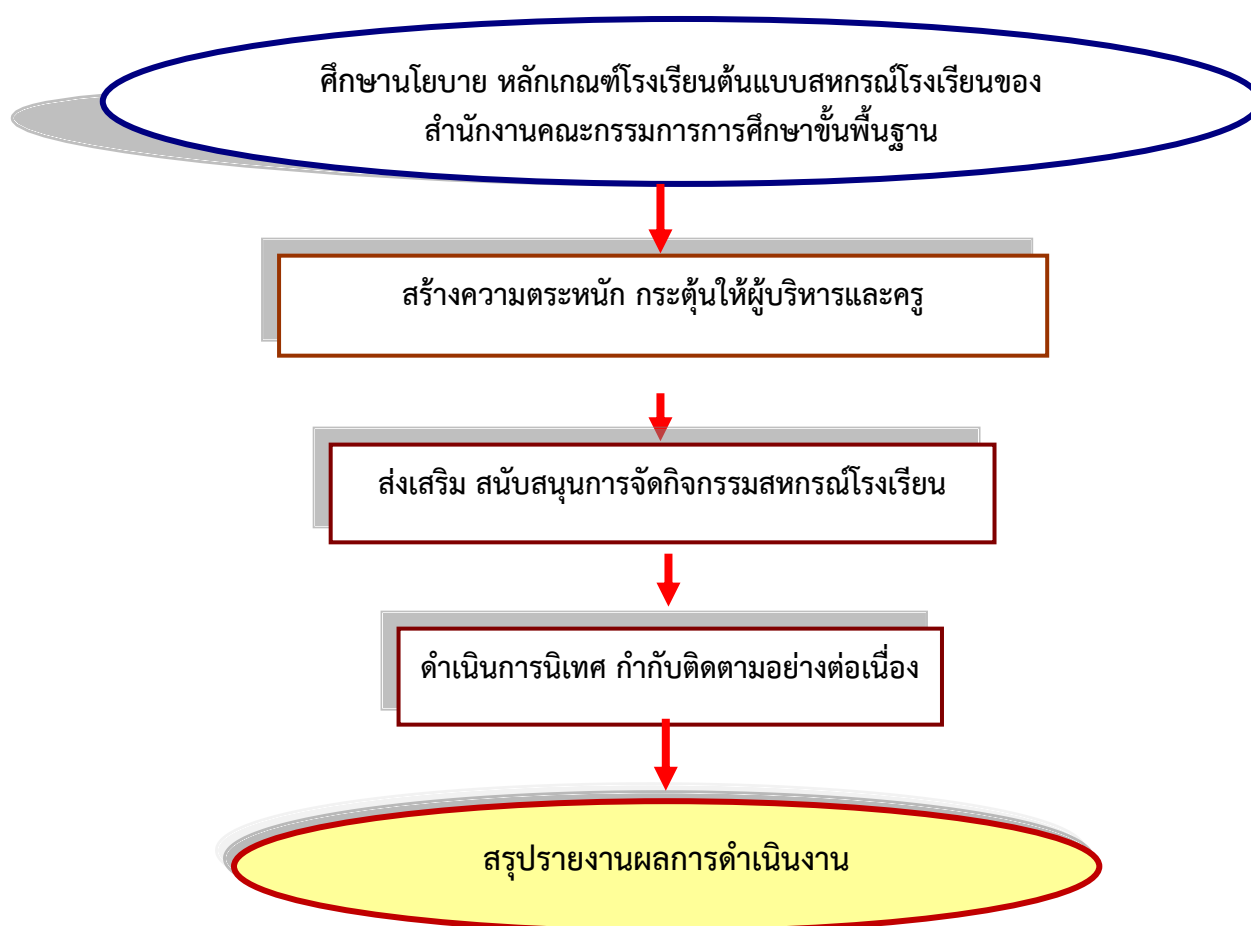 ศึกษานโยบาย หลักเกณฑ์โรงเรียนต้นแบบสหกรณ์โรงเรียนของ
สำนักงานคณะกรรมการการศึกษาขั้นพื้นฐาน
สร้างความตระหนัก กระตุ้นให้ผู้บริหารและครู
ส่งเสริม สนับสนุนการจัดกิจกรรมสหกรณ์โรงเรียน
ดำเนินการนิเทศ กำกับติดตามอย่างต่อเนื่อง
สรุปรายงานผลการดำเนินงาน